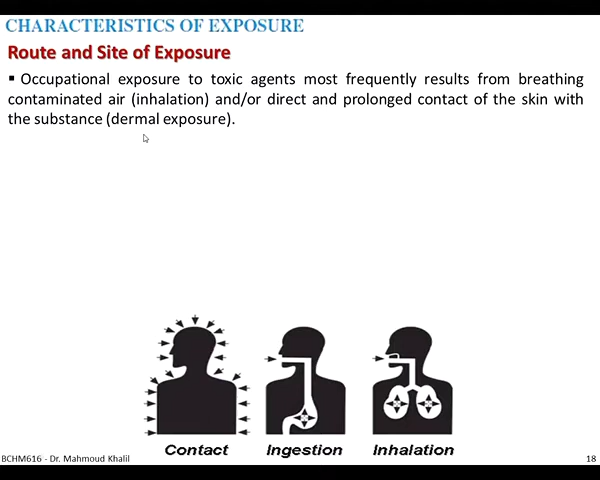 CHARACTERISTICS OF EXPOSURE
Route and Site of Exposure
▪ Occupational exposure to toxic agents most frequently results from breathing
contaminated air (inhalation) and/or direct and prolonged contact of the skin with
the substance (dermal exposure).
Contact Ingestion Inhalation
BCHM616 - Dr. Mahmoud Khalil 18